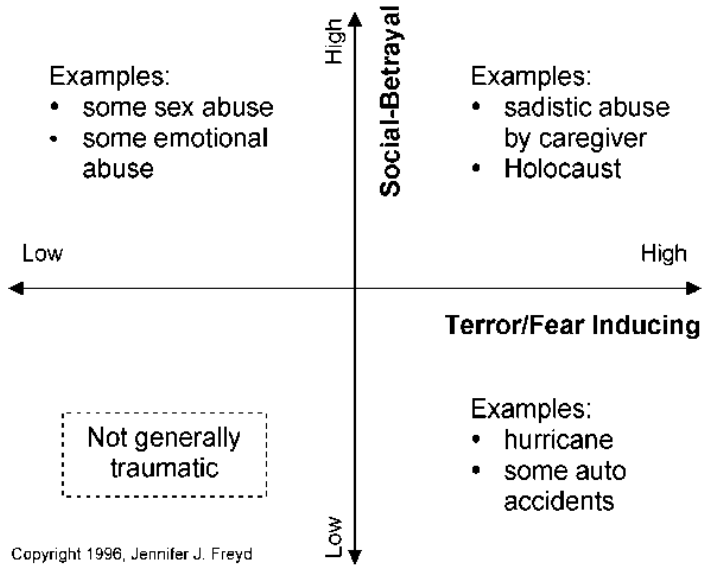 High
Social-Betrayal
Examples:
• some sex abuse
• some emotional
abuse
Examples:
• sadistic abuse
by caregiver
• Holocaust
Low
High
Terror/Fear Inducing
Not generally
traumatic
Examples:
• hurricane
• some auto
accidents
Low
Copyright 1996, Jennifer J. Freyd